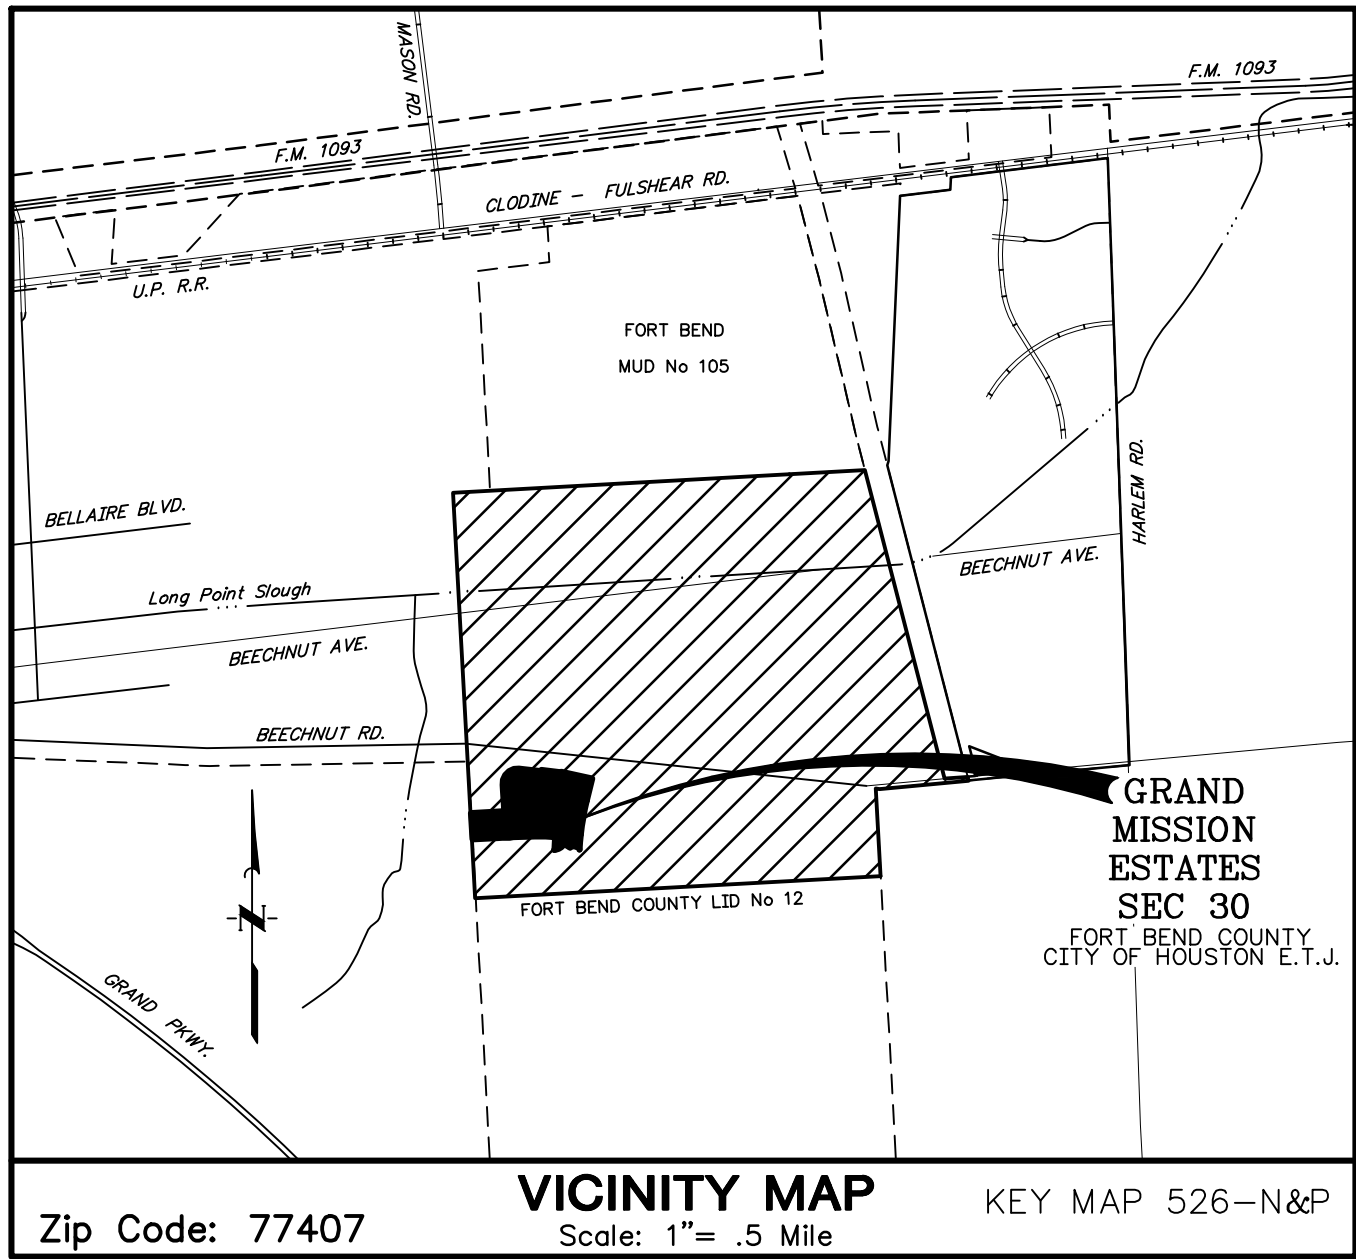 MASON RD.
F.M. 1093
F.M. 1093
CLODINE - FULSHEAR RD.
U.P. R.R.
FORT BEND
MUD No 105
HARLEM RD.
BELLAIRE BLVD.
BEECHNUT AVE.
Long Point Slough
BEECHNUT AVE.
BEECHNUT RD.
GRAND
MISSION
ESTATES
SEC 30
FORT BEND COUNTY
CITY OF HOUSTON E.T.J.
FORT BEND COUNTY LID No 12
N
GRAND PKWY.
VICINITY MAP
Scale: 1"= .5 Mile
Zip Code: 77407
KEY MAP 526-N&P